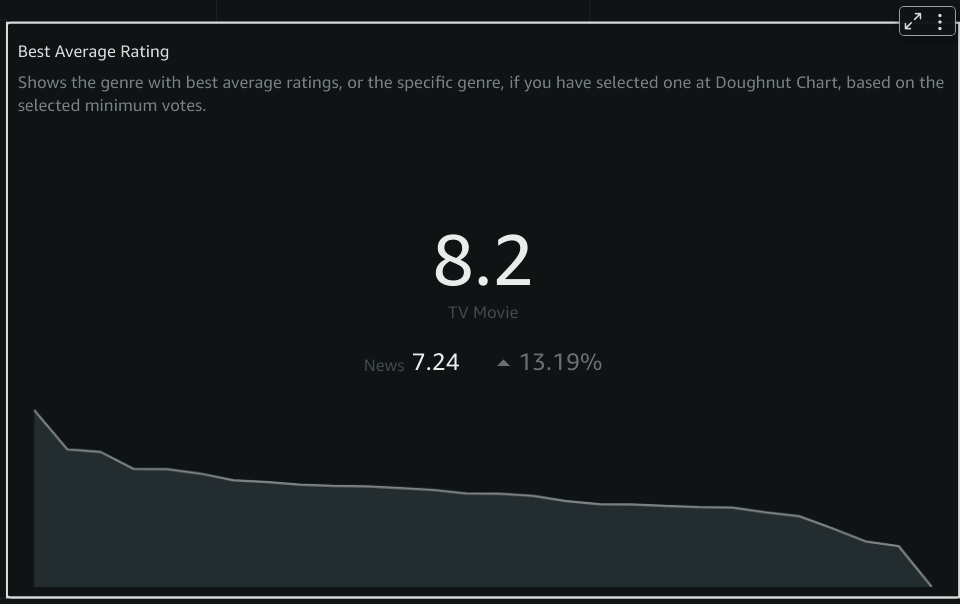 Best Average Rating
Shows the genre with best average ratings, or the specific genre, if you have selected one at Doughnut Chart, based on the
selected minimum votes.
8.2
TV Movie
News 7.24 ▲ 13.19%